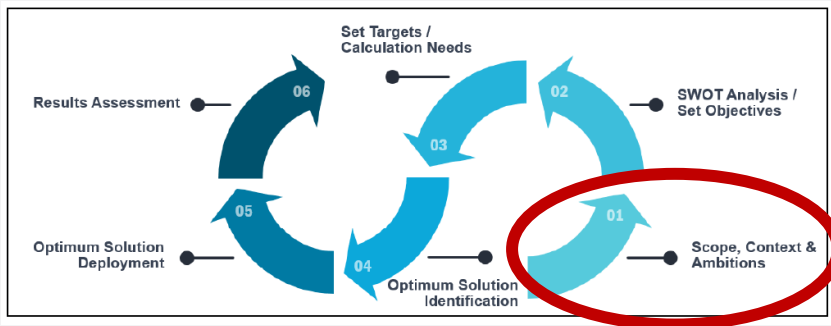 Set Targets /
Calculation Needs
06
02
Results Assessment
SWOT Analysis /
Set Objectives
03
05
01
Optimum Solution
Deployment
04
Scope, Context &
Ambitions
Optimum Solution
Identification